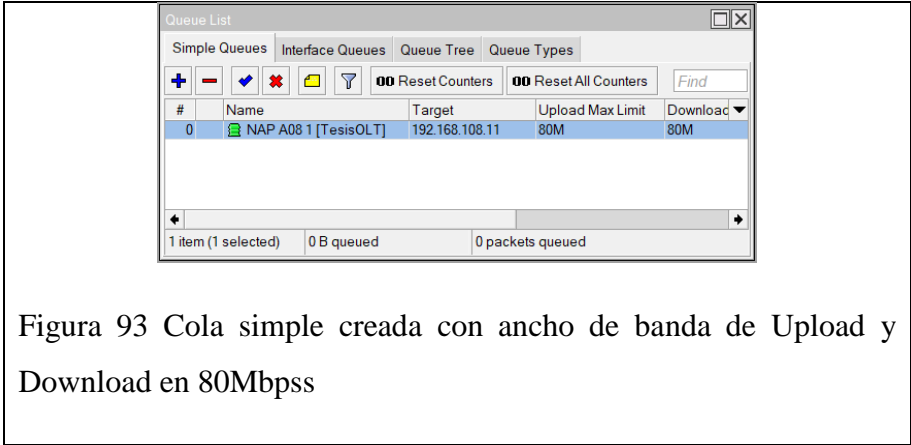 Queue List
Simple Queues Interface Queues Queue Tree Queue Types
00 Reset Counters 00 Reset All Counters Find
# Name Target Upload Max Limit Downloac
0 NAP A08 1 [TesisOLT] 192.168.108.11 80M 80M
1 item (1 selected) 0 B queued 0 packets queued
Figura 93 Cola simple creada con ancho de banda de Upload y
Download en 80Mbpss